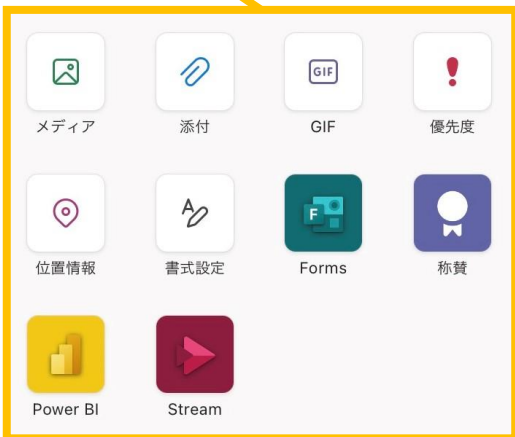 メディア
添付
GIF
GIF
優先度
位置情報
書式設定
F
Forms
称賛
Power BI
Stream